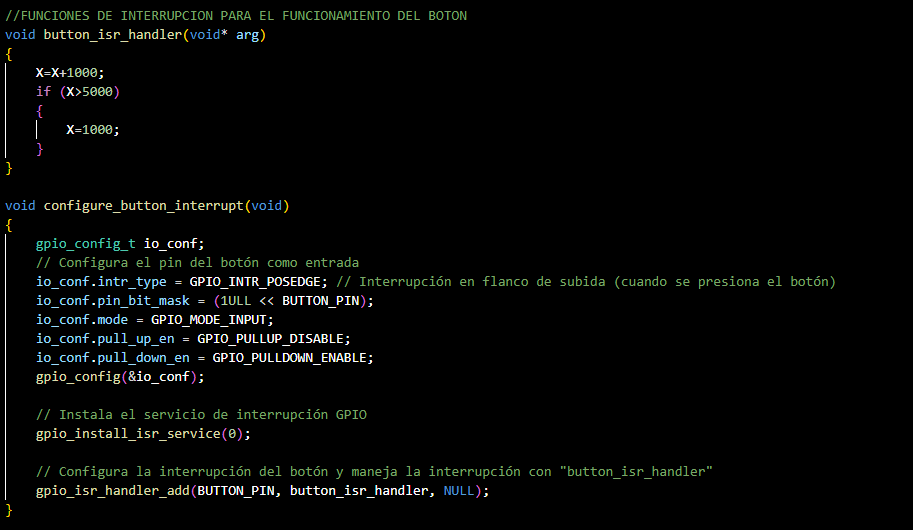 //FUNCIONES DE INTERRUPCION PARA EL FUNCIONAMIENTO DEL BOTON
void button_isr_handler(void* arg)
{
    X=X+1000;
    if (X>5000)
    {
        X=1000;
    }
}

void configure_button_interrupt(void)
{
    gpio_config_t io_conf;
    // Configura el pin del botón como entrada
    io_conf.intr_type = GPIO_INTR_POSEDGE; // Interrupción en flanco de subida (cuando se presiona el botón)
    io_conf.pin_bit_mask = (1ULL << BUTTON_PIN);
    io_conf.mode = GPIO_MODE_INPUT;
    io_conf.pull_up_en = GPIO_PULLUP_DISABLE;
    io_conf.pull_down_en = GPIO_PULLDOWN_ENABLE;
    gpio_config(&io_conf);

    // Instala el servicio de interrupción GPIO
    gpio_install_isr_service(0);

    // Configura la interrupción del botón y maneja la interrupción con "button_isr_handler"
    gpio_isr_handler_add(BUTTON_PIN, button_isr_handler, NULL);
}